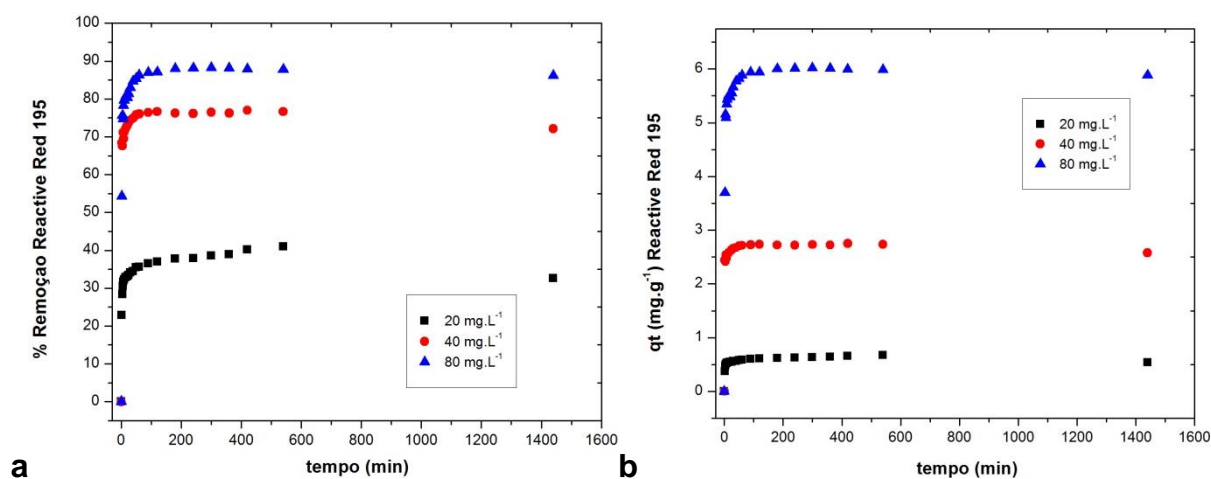 % Remoçao Reactive Red 195
100
90
80
70
60
50
40
30
20
10
0
0 200 400 600 800 1000 1200 1400 1600
tempo (min)
20 mg.L⁻¹
40 mg.L⁻¹
80 mg.L⁻¹
a
qt (mg.g⁻¹) Reactive Red 195
6
5
4
3
2
1
0
0 200 400 600 800 1000 1200 1400 1600
tempo (min)
20 mg.L⁻¹
40 mg.L⁻¹
80 mg.L⁻¹
b